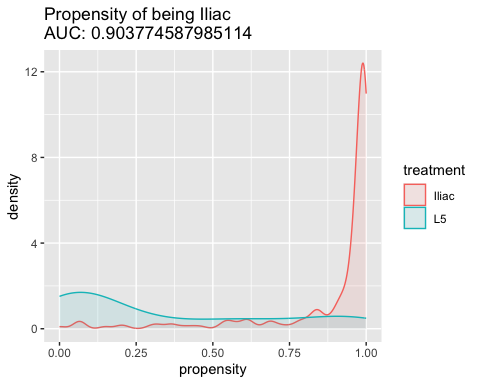 Propensity of being Iliac
AUC: 0.903774587985114
12
8
4
0
density
0.00
0.25
0.50
0.75
1.00
propensity
treatment
Iliac
L5